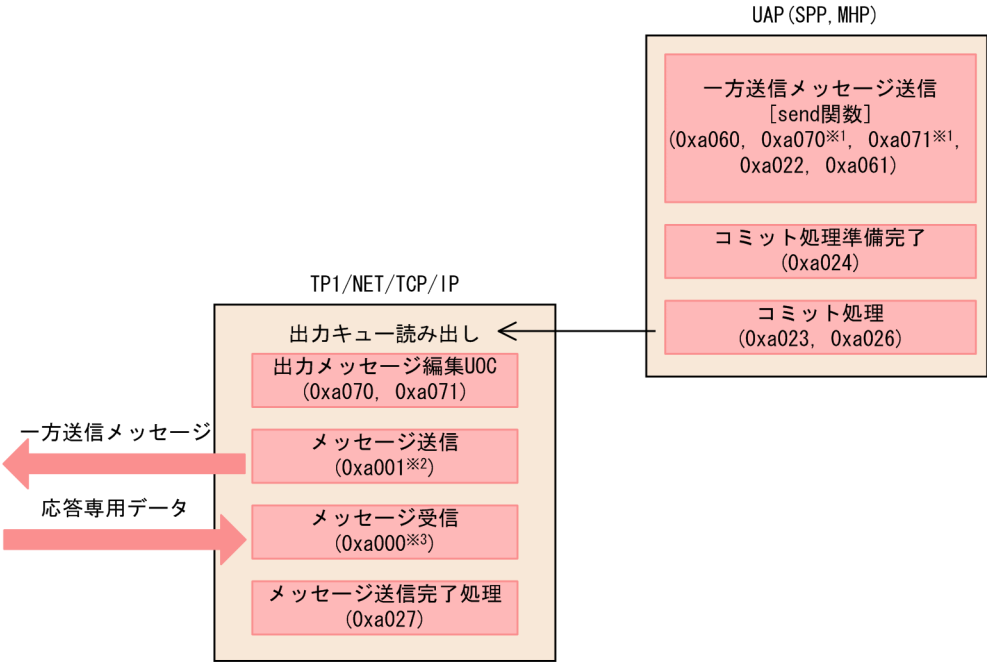 UAP(SPP,MHP)
一方送信メッセージ送信
[send関数]
(0xa060, 0xa070※1, 0xa071※1,
0xa022, 0xa061)
コミット処理準備完了
(0xa024)
コミット処理
(0xa023, 0xa026)
TP1/NET/TCP/IP
出力キュー読み出し
出力メッセージ編集UOC
(0xa070, 0xa071)
一方送信メッセージ
メッセージ送信
(0xa001※2)
応答専用データ
メッセージ受信
(0xa000※3)
メッセージ送信完了処理
(0xa027)